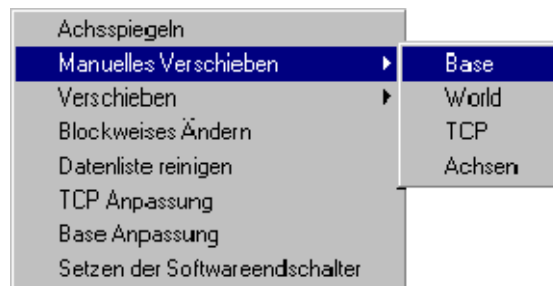 Achsspiegeln
Manuelles Verschieben
Verschieben
Blockweises Ändern
Datenliste reinigen
TCP Anpassung
Base Anpassung
Setzen der Softwareendschalter
Base
World
TCP
Achsen